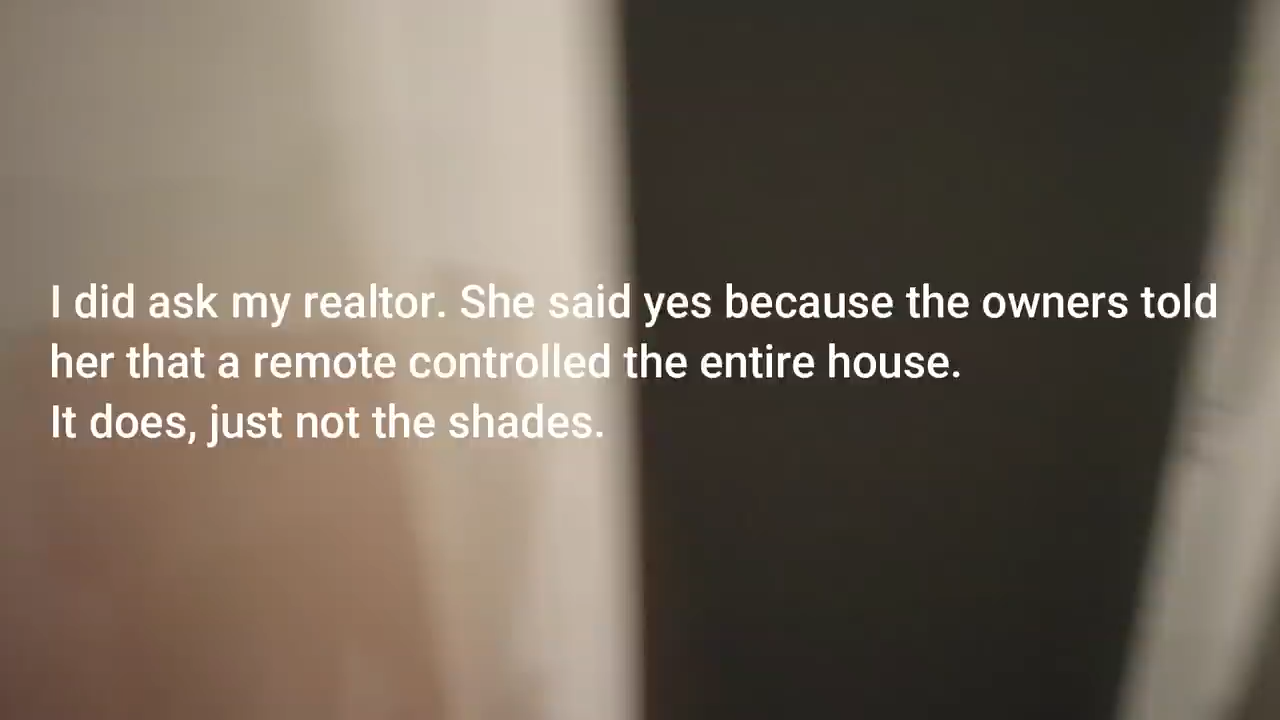 I did ask my realtor. She said yes because the owners told
her that a remote controlled the entire house.
It does, just not the shades.